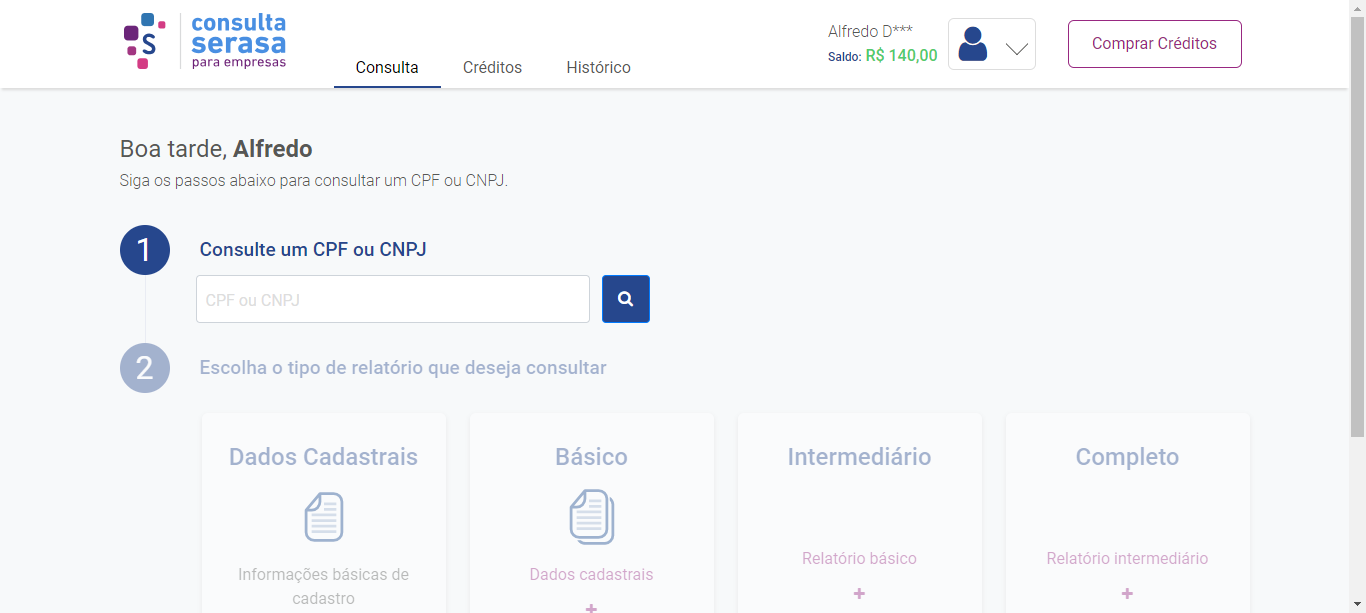 consulta
serasa
para empresas
S
Consulta
Créditos
Histórico
Alfredo D***
Saldo: R$ 140,00
Comprar Créditos
Boa tarde, Alfredo
Siga os passos abaixo para consultar um CPF ou CNPJ.
1
Consulte um CPF ou CNPJ
CPF ou CNPJ
2
Escolha o tipo de relatório que deseja consultar
Dados Cadastrais
Informações básicas de
cadastro
Básico
Dados cadastrais
+
Intermediário
Relatório básico
+
Completo
Relatório intermediário
+